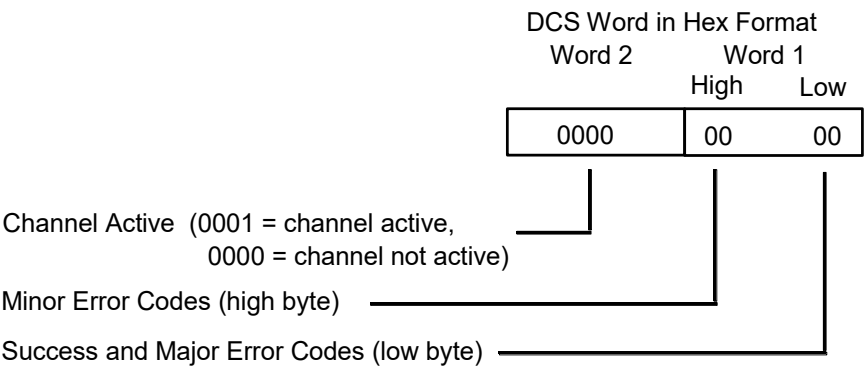 DCS Word in Hex Format
Word 2 Word 1
High Low
0000 00 00
Channel Active (0001 = channel active,
0000 = channel not active)
Minor Error Codes (high byte)
Success and Major Error Codes (low byte)